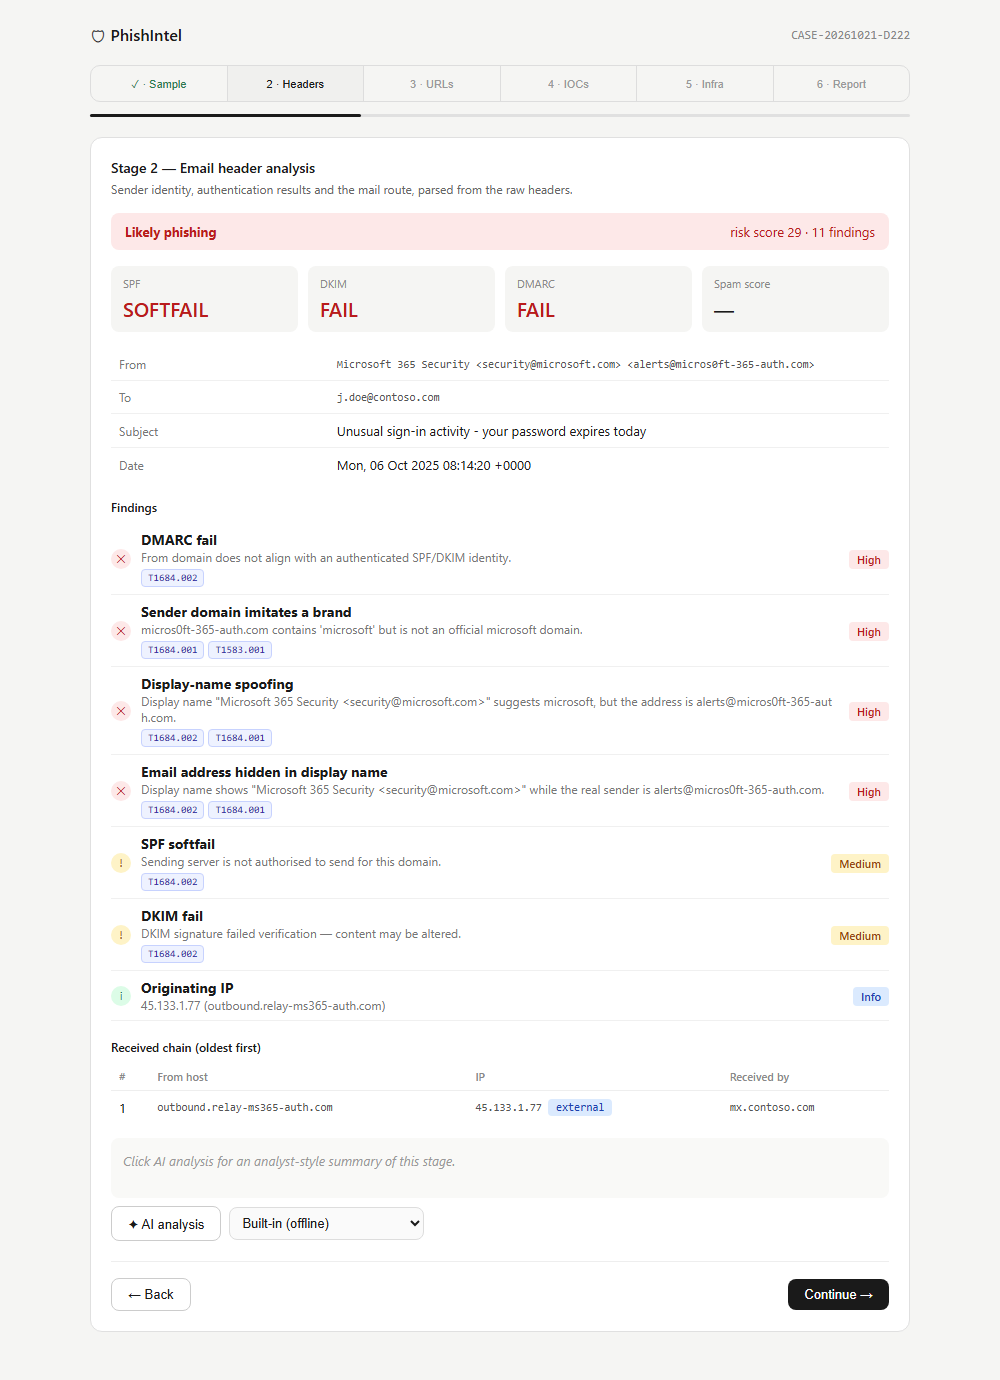 PhishIntel
CASE-20261021-D222
✓ · Sample
2 · Headers
3 · URLs
4 · IOCs
5 · Infra
6 · Report
Stage 2 — Email header analysis
Sender identity, authentication results and the mail route, parsed from the raw headers.
Likely phishing
risk score 29 · 11 findings
SPF
SOFTFAIL
DKIM
FAIL
DMARC
FAIL
Spam score
—
From
Microsoft 365 Security <security@microsoft.com> <alerts@micros0ft-365-auth.com>
To
j.doe@contoso.com
Subject
Unusual sign-in activity - your password expires today
Date
Mon, 06 Oct 2025 08:14:20 +0000
Findings
DMARC fail
From domain does not align with an authenticated SPF/DKIM identity.
T1684.002
High
Sender domain imitates a brand
micros0ft-365-auth.com contains 'microsoft' but is not an official microsoft domain.
T1684.001 T1583.001
High
Display-name spoofing
Display name "Microsoft 365 Security <security@microsoft.com>" suggests microsoft, but the address is alerts@micros0ft-365-aut
h.com.
T1684.002 T1684.001
High
Email address hidden in display name
Display name shows "Microsoft 365 Security <security@microsoft.com>" while the real sender is alerts@micros0ft-365-auth.com.
T1684.002 T1684.001
High
! SPF softfail
Sending server is not authorised to send for this domain.
T1684.002
Medium
! DKIM fail
DKIM signature failed verification — content may be altered.
T1684.002
Medium
i Originating IP
45.133.1.77 (outbound.relay-ms365-auth.com)
Info
Received chain (oldest first)
# From host IP Received by
1 outbound.relay-ms365-auth.com 45.133.1.77 external mx.contoso.com
Click AI analysis for an analyst-style summary of this stage.
✦ AI analysis
Built-in (offline)
← Back
Continue →